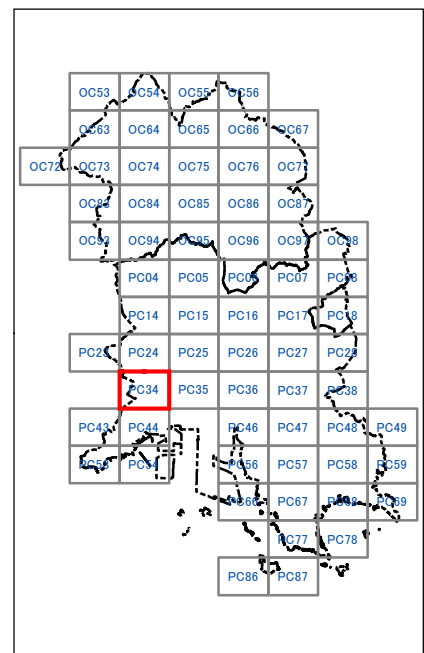 OC53 OC54 OC55 OC56
OC63 OC64 OC65 OC66 OC67
OC72 OC73 OC74 OC75 OC76 OC77
OC83 OC84 OC85 OC86 OC87
OC93 OC94 OC95 OC96 OC97 OC98
PC04 PC05 PC06 PC07 PC08
PC14 PC15 PC16 PC17 PC18
PC23 PC24 PC25 PC26 PC27 PC28
PC34 PC35 PC36 PC37 PC38
PC43 PC44 PC46 PC47 PC48 PC49
PC53 PC54 PC56 PC57 PC58 PC59
PC66 PC67 PC68 PC69
PC77 PC78
PC86 PC87